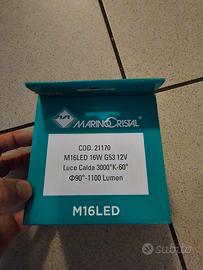 MARINO CRISTAL®
COD. 21170
M16LED 16W G53 12V
Luce Calda 3000°K-60°
Φ90°-1100 Lumen
M16LED
subito